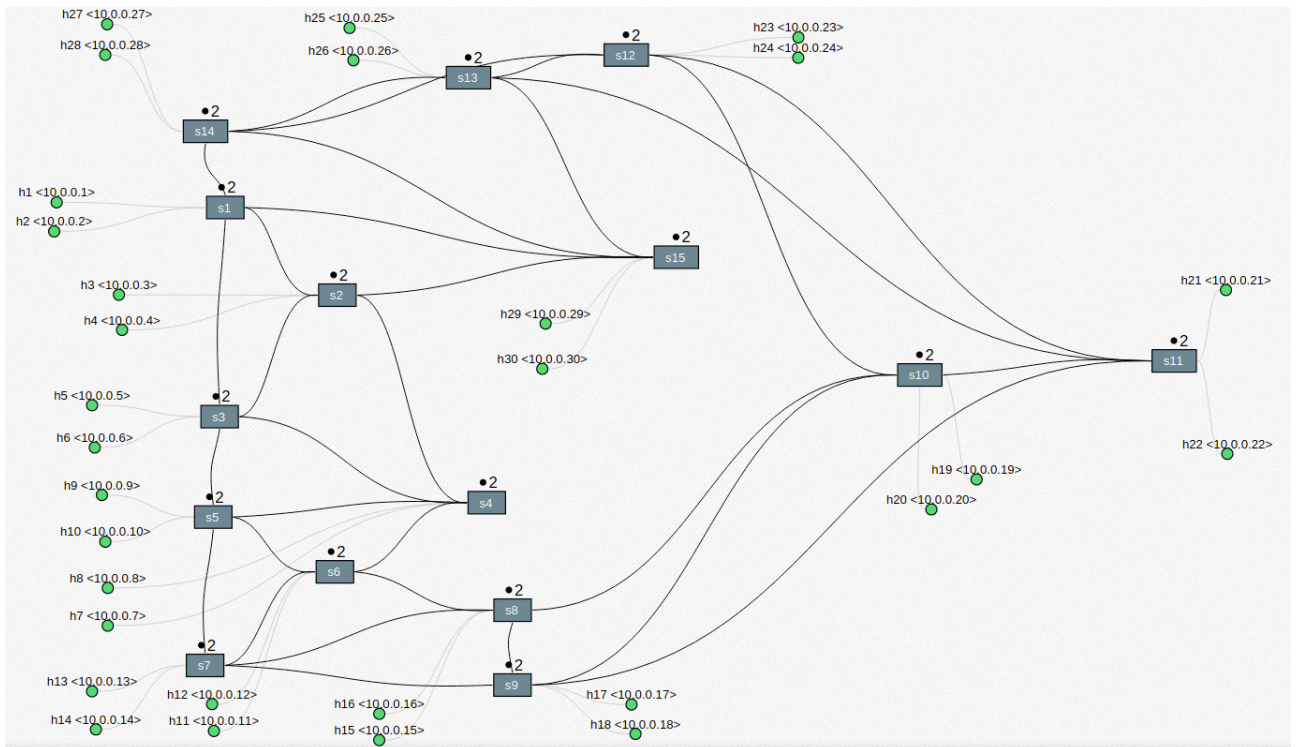 h27 <10.0.0.27>
h25 <10.0.0.25>
h23 <10.0.0.23>
h28 <10.0.0.28>
h26 <10.0.0.26>
2
s12
h24 <10.0.0.24>
2
s13
2
s14
h1 <10.0.0.1>
2
s1
h2 <10.0.0.2>
2
s15
h3 <10.0.0.3>
2
s2
h4 <10.0.0.4>
h29 <10.0.0.29>
h21 <10.0.0.21>
h30 <10.0.0.30>
2
s10
2
s11
h5 <10.0.0.5>
2
s3
h6 <10.0.0.6>
h22 <10.0.0.22>
h19 <10.0.0.19>
h20 <10.0.0.20>
h9 <10.0.0.9>
2
s5
2
s4
h10 <10.0.0.10>
h8 <10.0.0.8>
2
s6
h7 <10.0.0.7>
2
s8
2
s7
2
s9
h13 <10.0.0.13>
h12 <10.0.0.12>
h16 <10.0.0.16>
h17 <10.0.0.17>
h14 <10.0.0.14>
h11 <10.0.0.11>
h15 <10.0.0.15>
h18 <10.0.0.18>